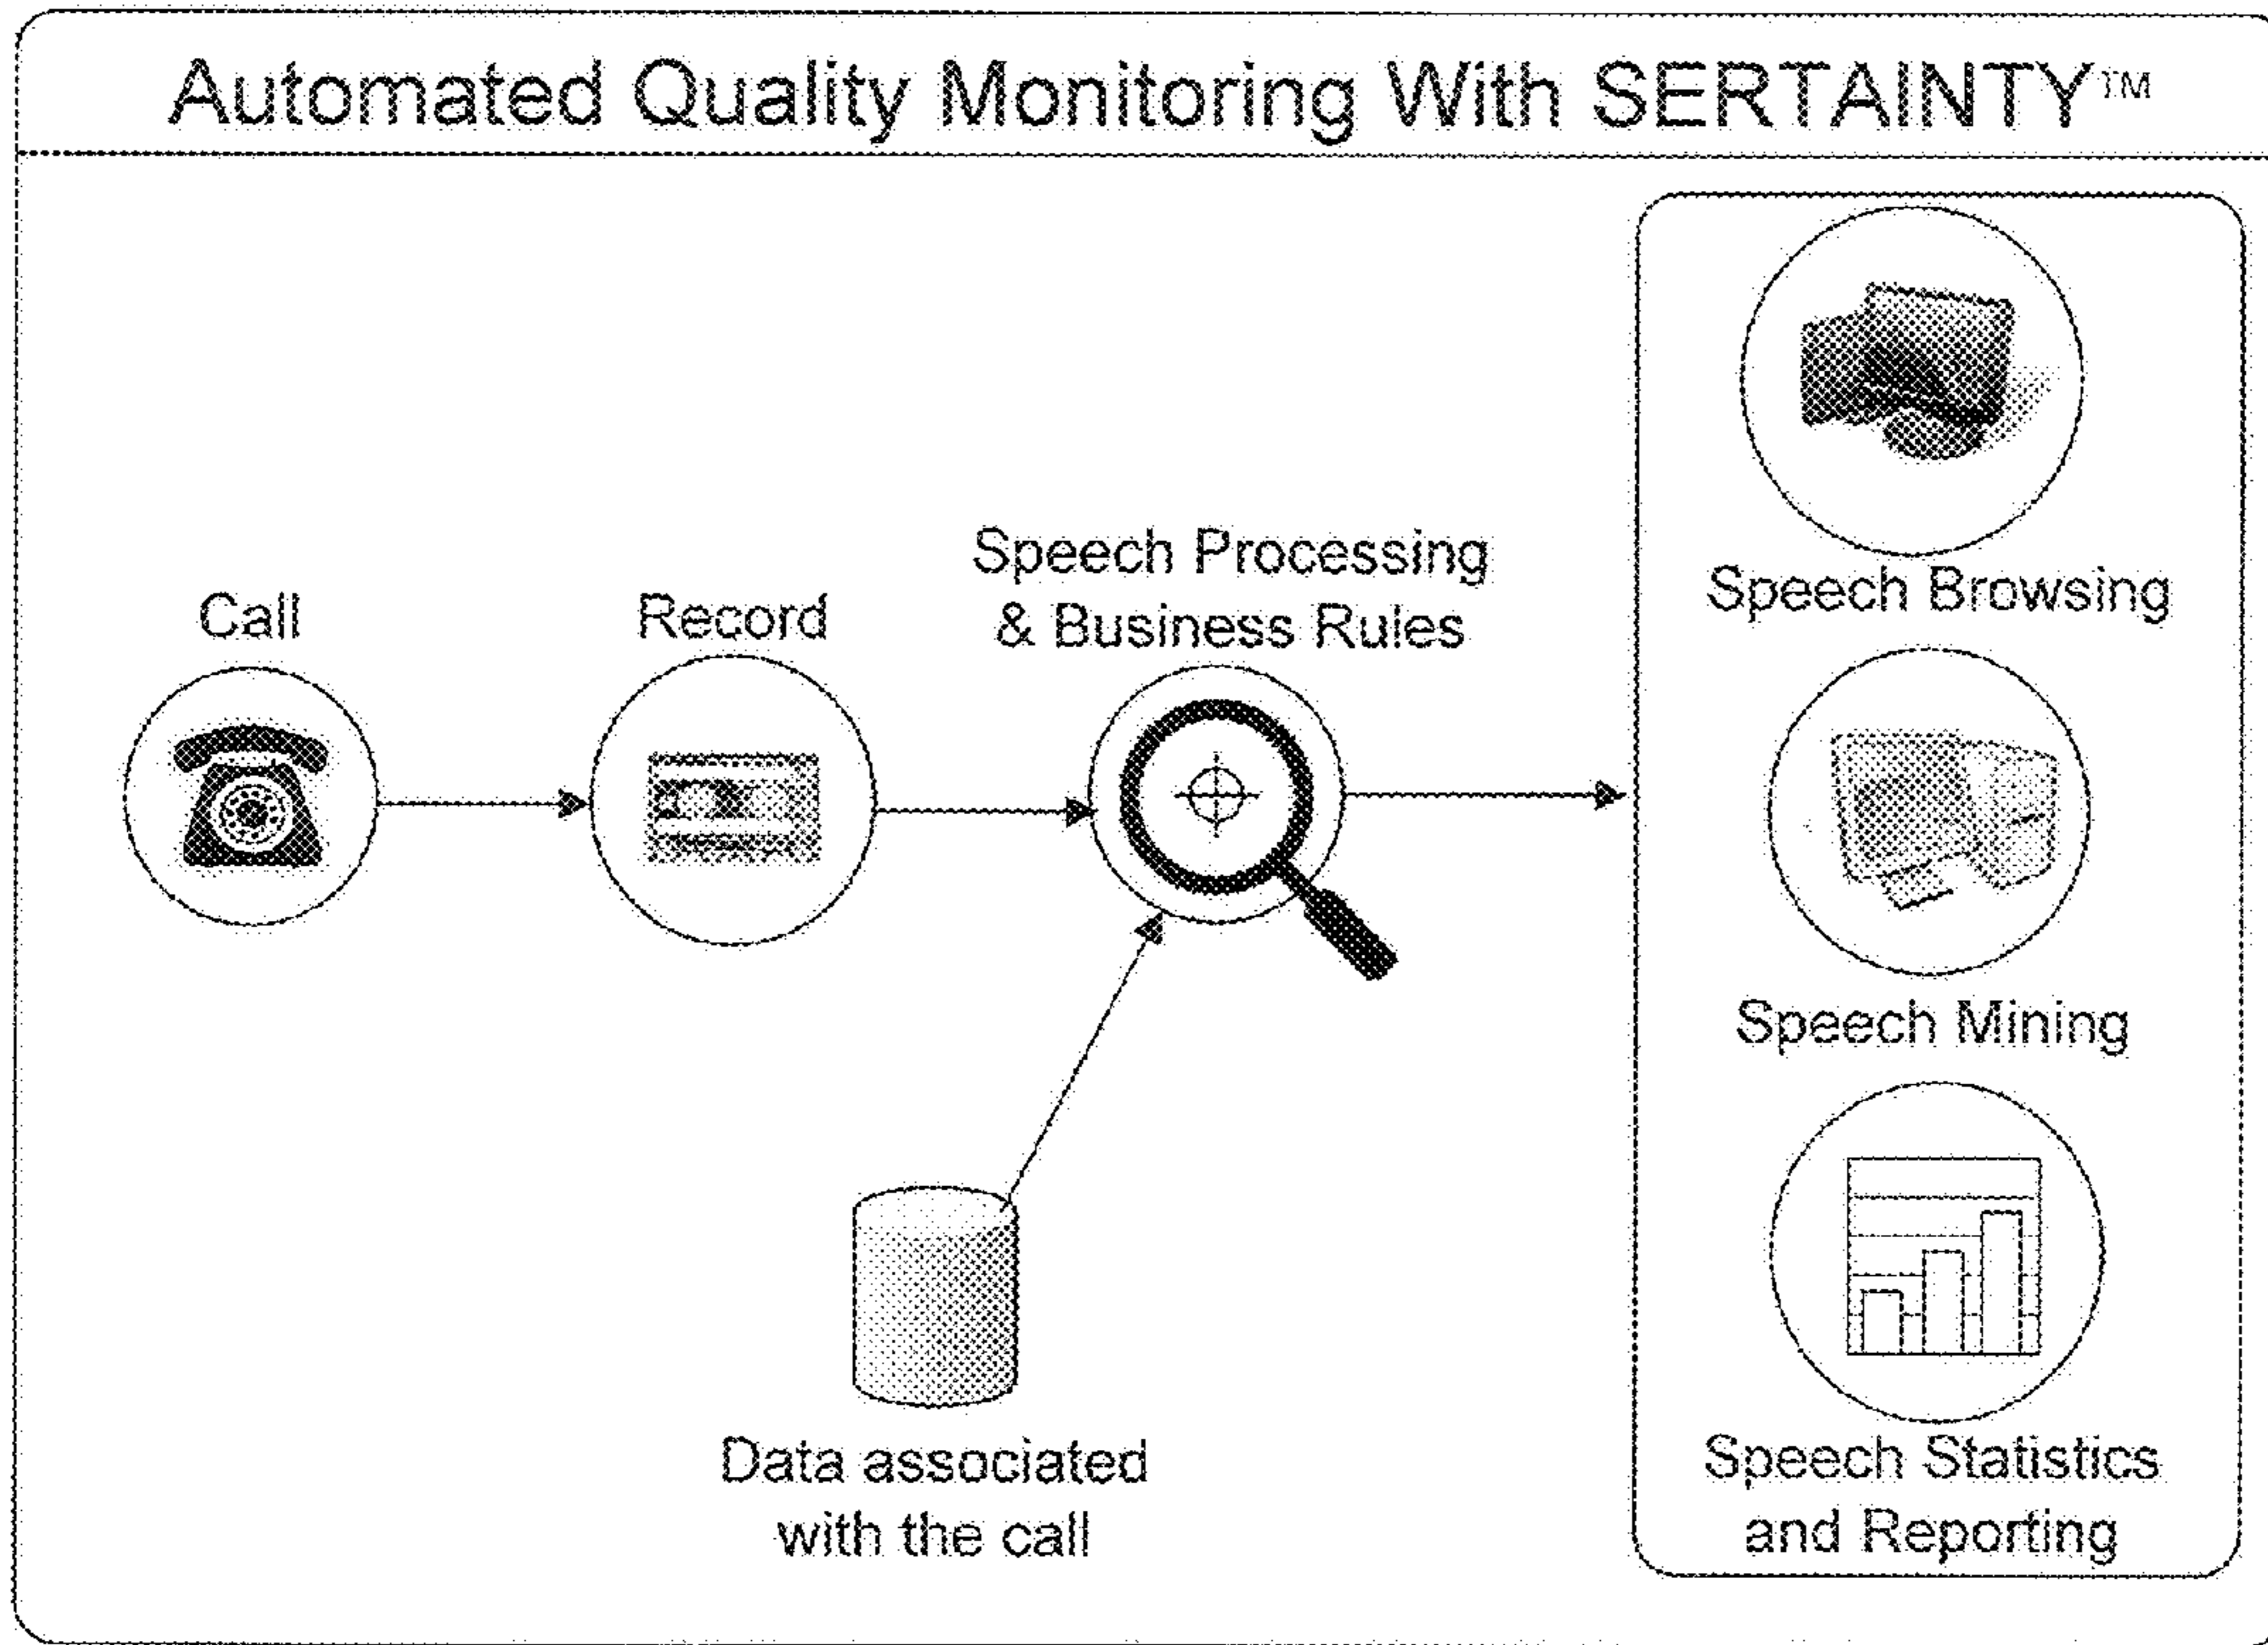 Automated Quality Monitoring With SERTAINTY™
Call
Record
Speech Processing
& Business Rules
Data associated
with the call
Speech Browsing
Speech Mining
Speech Statistics
and Reporting